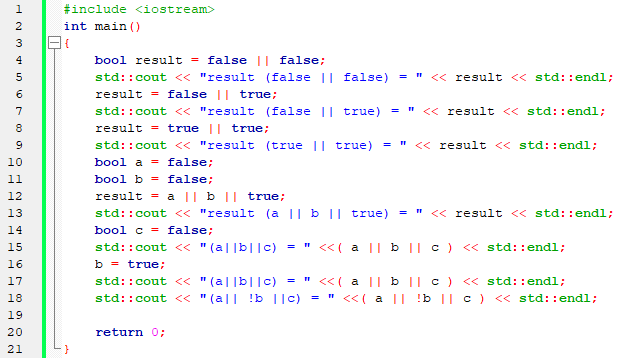 1 #include <iostream>
2 int main()
3 {
4 bool result = false || false;
5 std::cout << "result (false || false) = " << result << std::endl;
6 result = false || true;
7 std::cout << "result (false || true) = " << result << std::endl;
8 result = true || true;
9 std::cout << "result (true || true) = " << result << std::endl;
10 bool a = false;
11 bool b = false;
12 result = a || b || true;
13 std::cout << "result (a || b || true) = " << result << std::endl;
14 bool c = false;
15 std::cout << "(a||b||c) = " <<( a || b || c ) << std::endl;
16 b = true;
17 std::cout << "(a||b||c) = " <<( a || b || c ) << std::endl;
18 std::cout << "(a|| !b ||c) = " <<( a || !b || c ) << std::endl;
19
20 return 0;
21 }